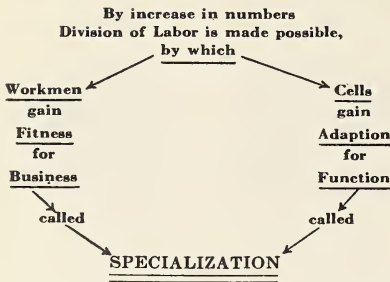 By increase in numbers
Division of Labor is made possible,
by which
Workmen
gain
Fitness
for
Business
called
Cells
gain
Adaption
for
Function
called
SPECIALIZATION